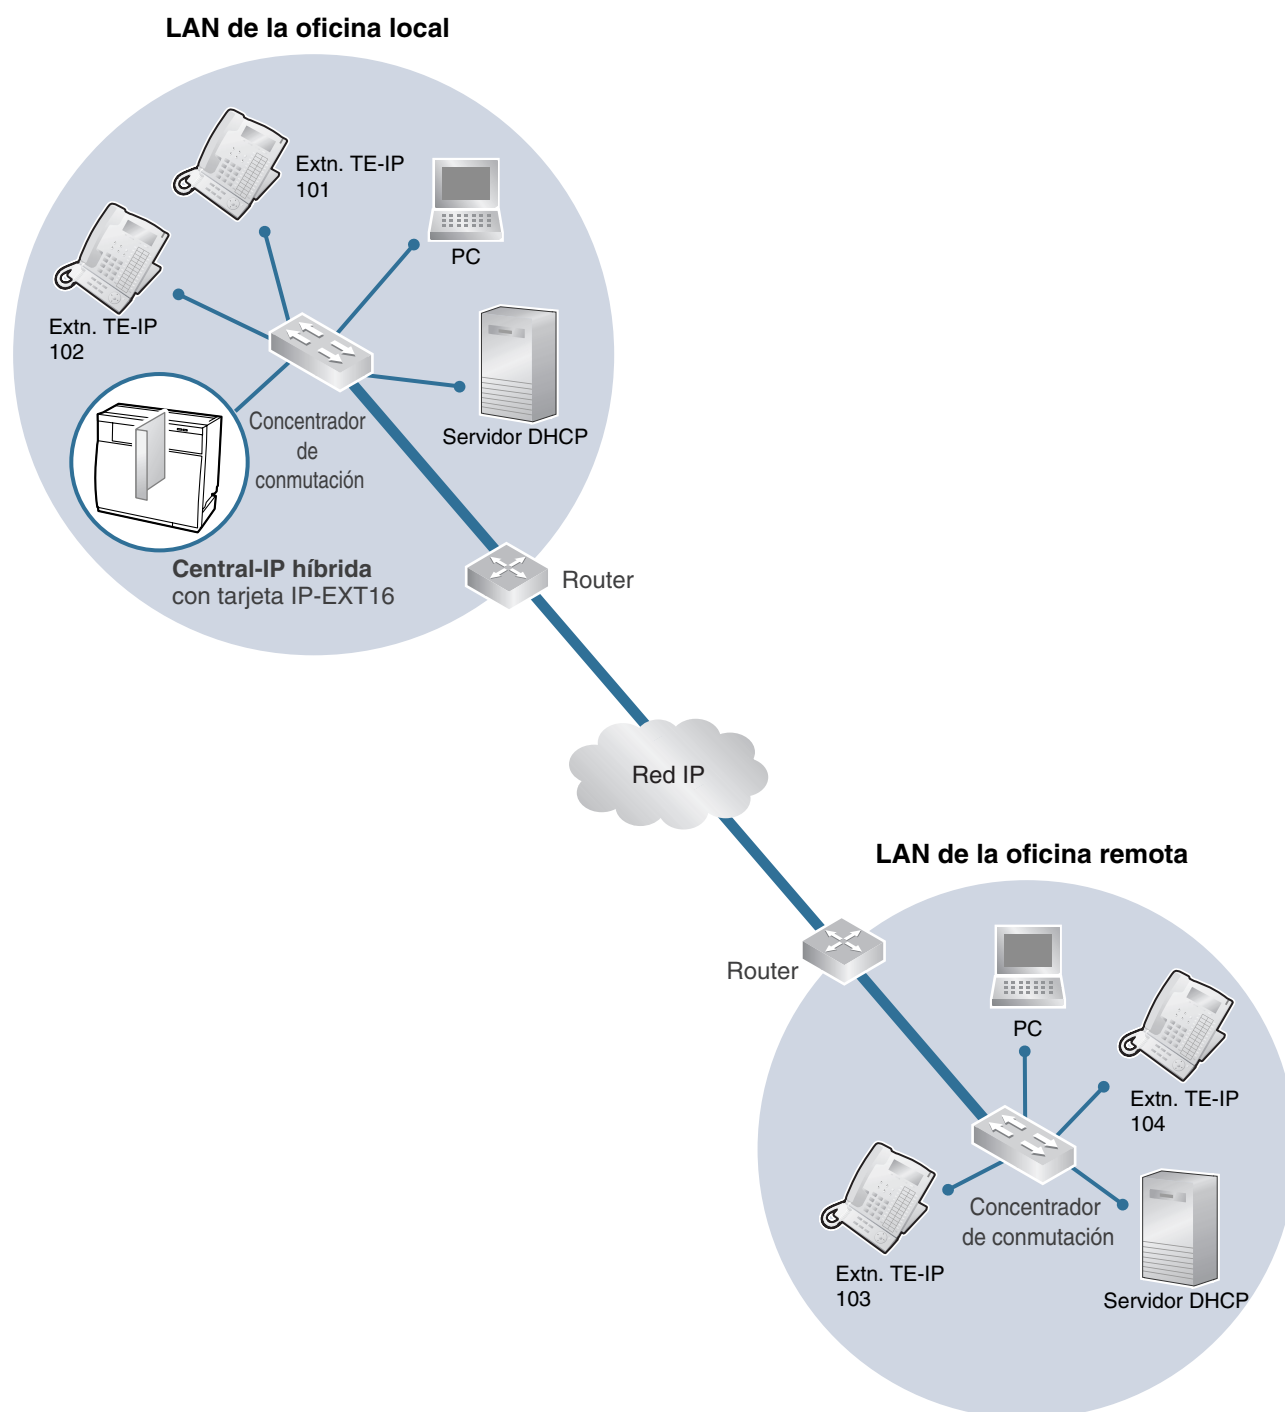 LAN de la oficina local
Extn. TE-IP
101
PC
Extn. TE-IP
102
Servidor DHCP
Concentrador
de
conmutación
Central-IP híbrida
con tarjeta IP-EXT16
Router
Red IP
LAN de la oficina remota
Router
PC
Extn. TE-IP
104
Concentrador
de conmutación
Extn. TE-IP
103
Servidor DHCP